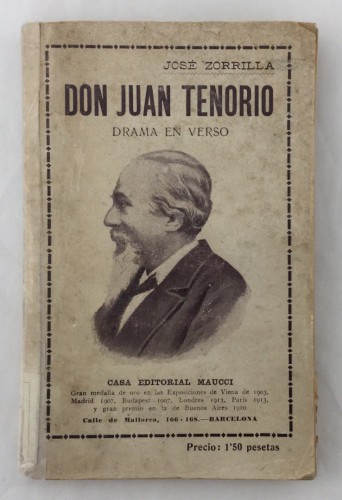 JOSÉ ZORRILLA
DON JUAN TENORIO
DRAMA EN VERSO
CASA EDITORIAL MAUCCI
Gran medalla de oro en las Exposiciones de Viena de 1903,
Madrid 1907, Budapest 1907, Londres 1913, París 1913,
y gran premio en la de Buenos Aires 1910
Calle de Mallorca, 166-168.—BARCELONA
Precio: 1'50 pesetas